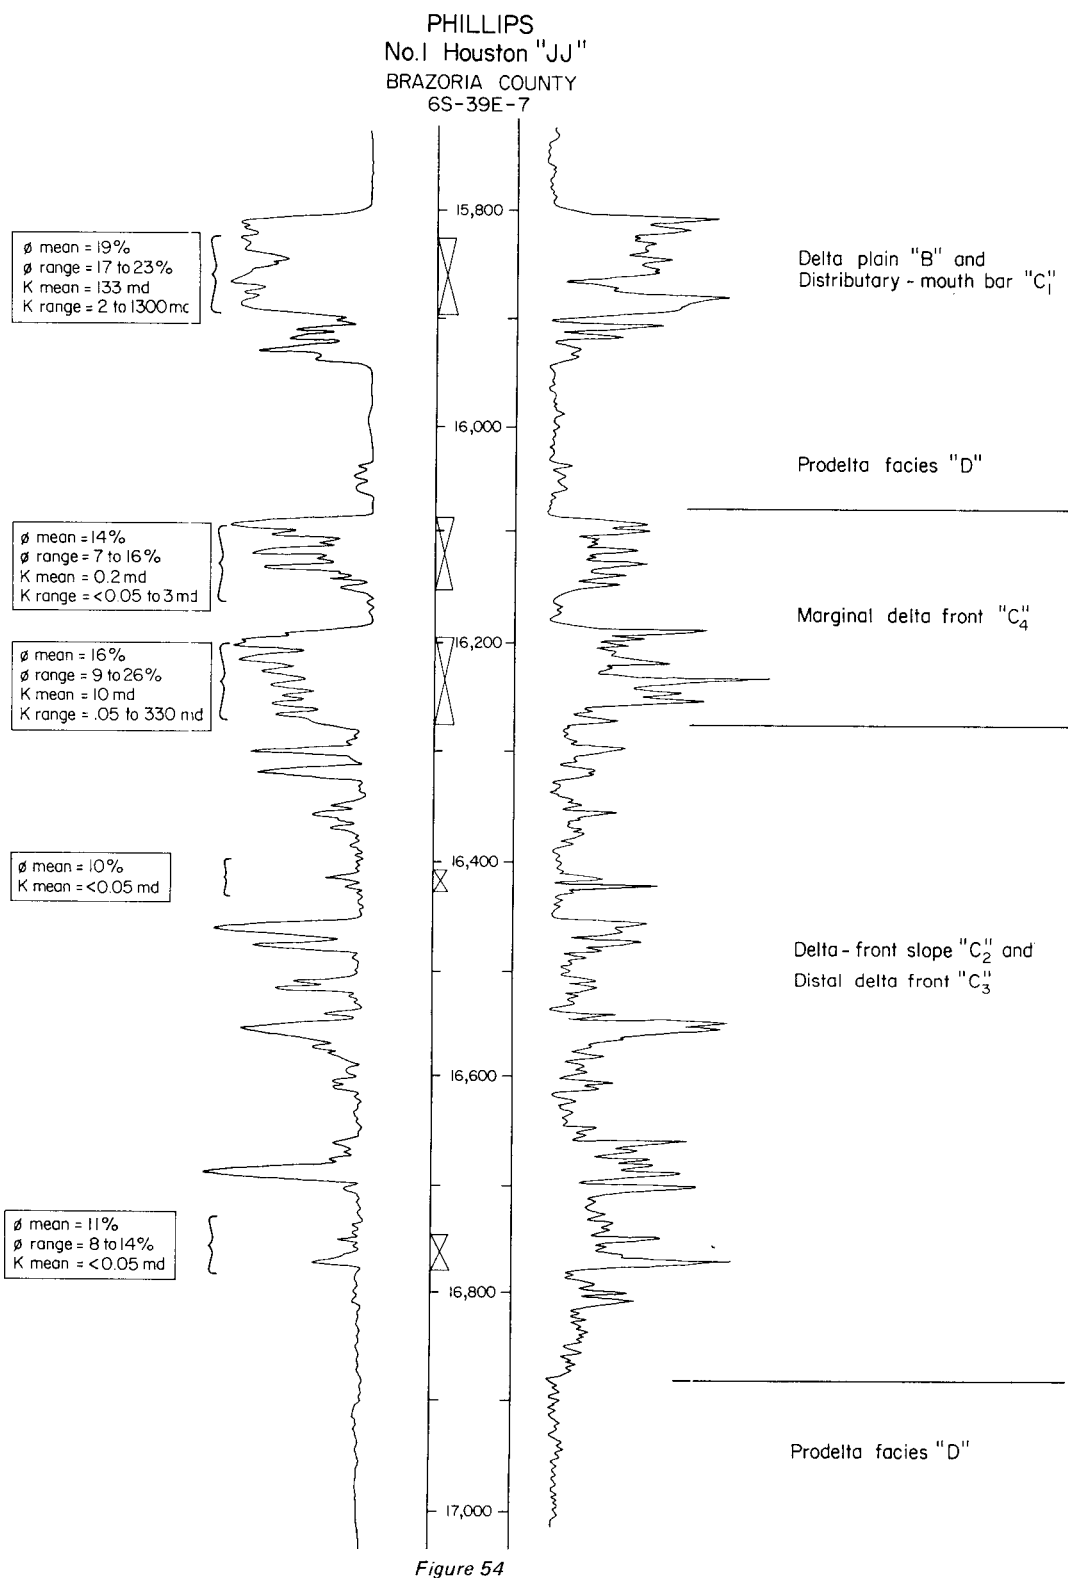 PHILLIPS
No.1 Houston "JJ"
BRAZORIA COUNTY
6S-39E-7
15,800
ø mean = 19%
ø range = 17 to 23%
K mean = 133 md
K range = 2 to 1300 md
Delta plain "B" and
Distributary-mouth bar "C1"
16,000
Prodelta facies "D"
ø mean = 14%
ø range = 7 to 16%
K mean = 0.2 md
K range = <0.05 to 3 md
Marginal delta front "C4"
16,200
ø mean = 16%
ø range = 9 to 26%
K mean = 10 md
K range = .05 to 330 md
16,400
ø mean = 10%
K mean = <0.05 md
Delta-front slope "C2" and
Distal delta front "C3"
16,600
ø mean = 11%
ø range = 8 to 14%
K mean = <0.05 md
16,800
Prodelta facies "D"
17,000
Figure 54